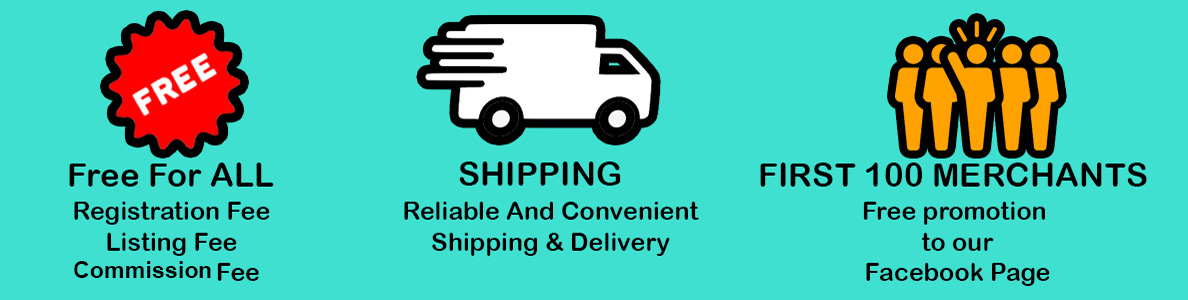 FREE
Free For ALL
Registration Fee
Listing Fee
Commission Fee
SHIPPING
Reliable And Convenient
Shipping & Delivery
FIRST 100 MERCHANTS
Free promotion
to our
Facebook Page